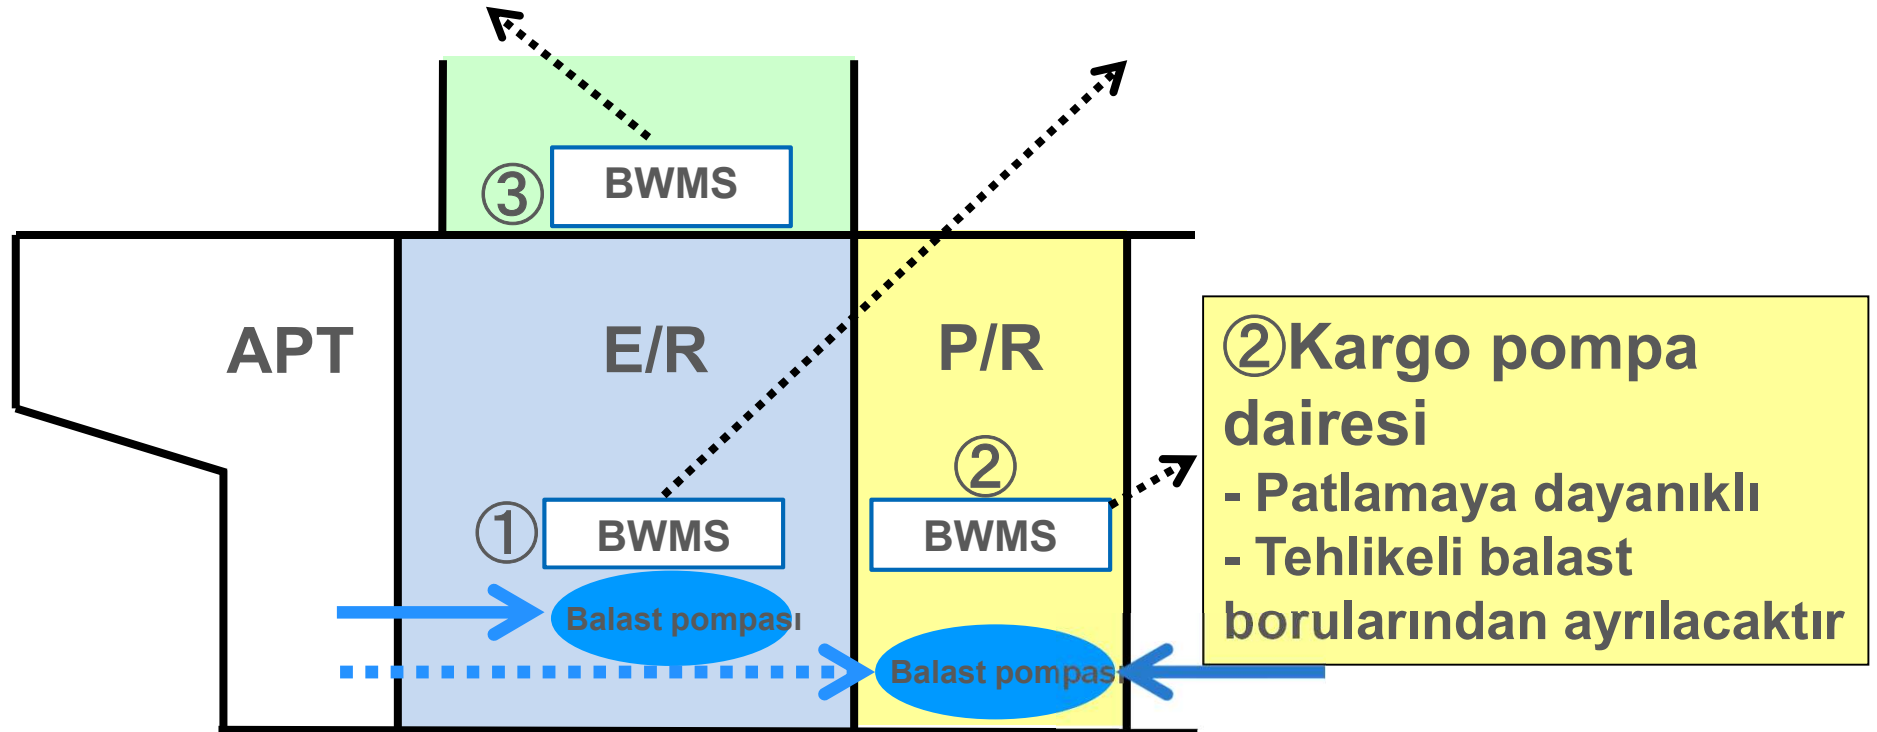 ③
BWMS
APT
E/R
P/R
②Kargo pompa
dairesi
- Patlamaya dayanıklı
- Tehlikeli balast
borularından ayrılacaktır
②
①
BWMS
BWMS
Balast pompası
Balast pompası